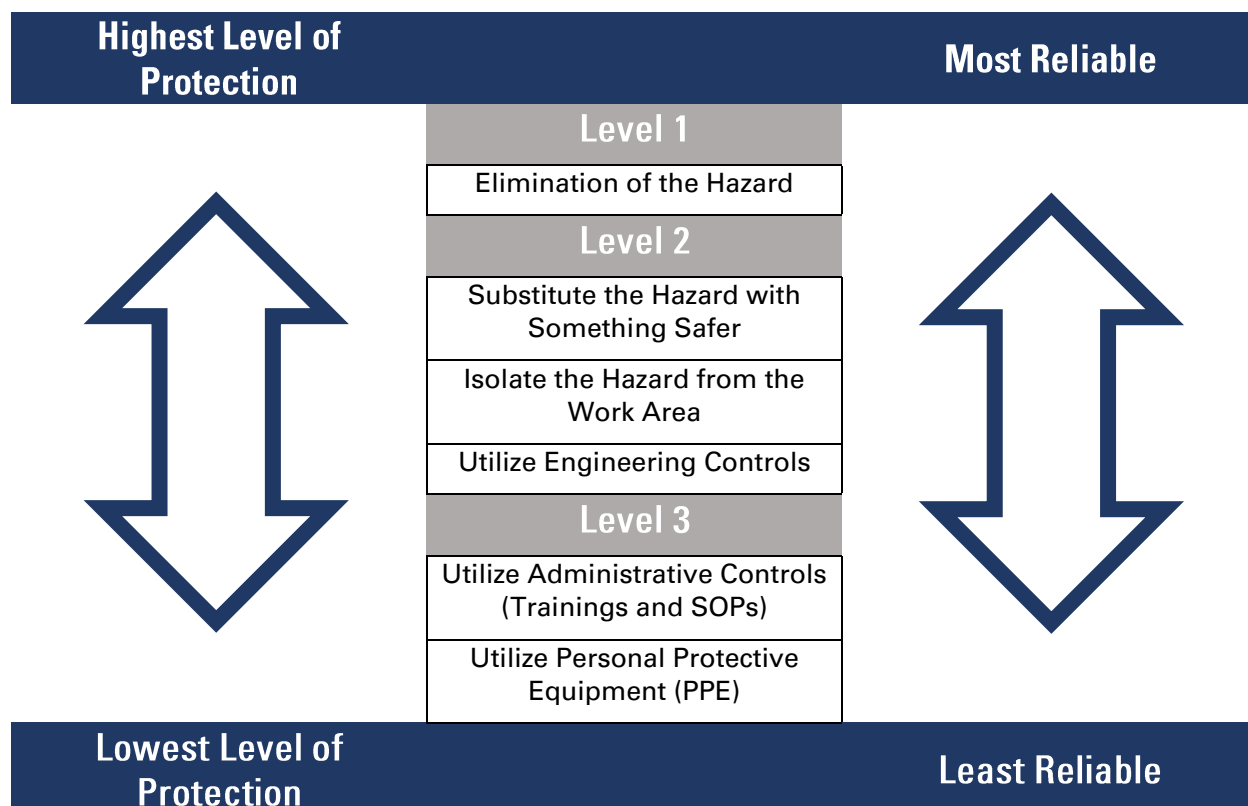 Highest Level of
Protection
Most Reliable
Level 1
Elimination of the Hazard
Level 2
Substitute the Hazard with
Something Safer
Isolate the Hazard from the
Work Area
Utilize Engineering Controls
Level 3
Utilize Administrative Controls
(Trainings and SOPs)
Utilize Personal Protective
Equipment (PPE)
Lowest Level of
Protection
Least Reliable